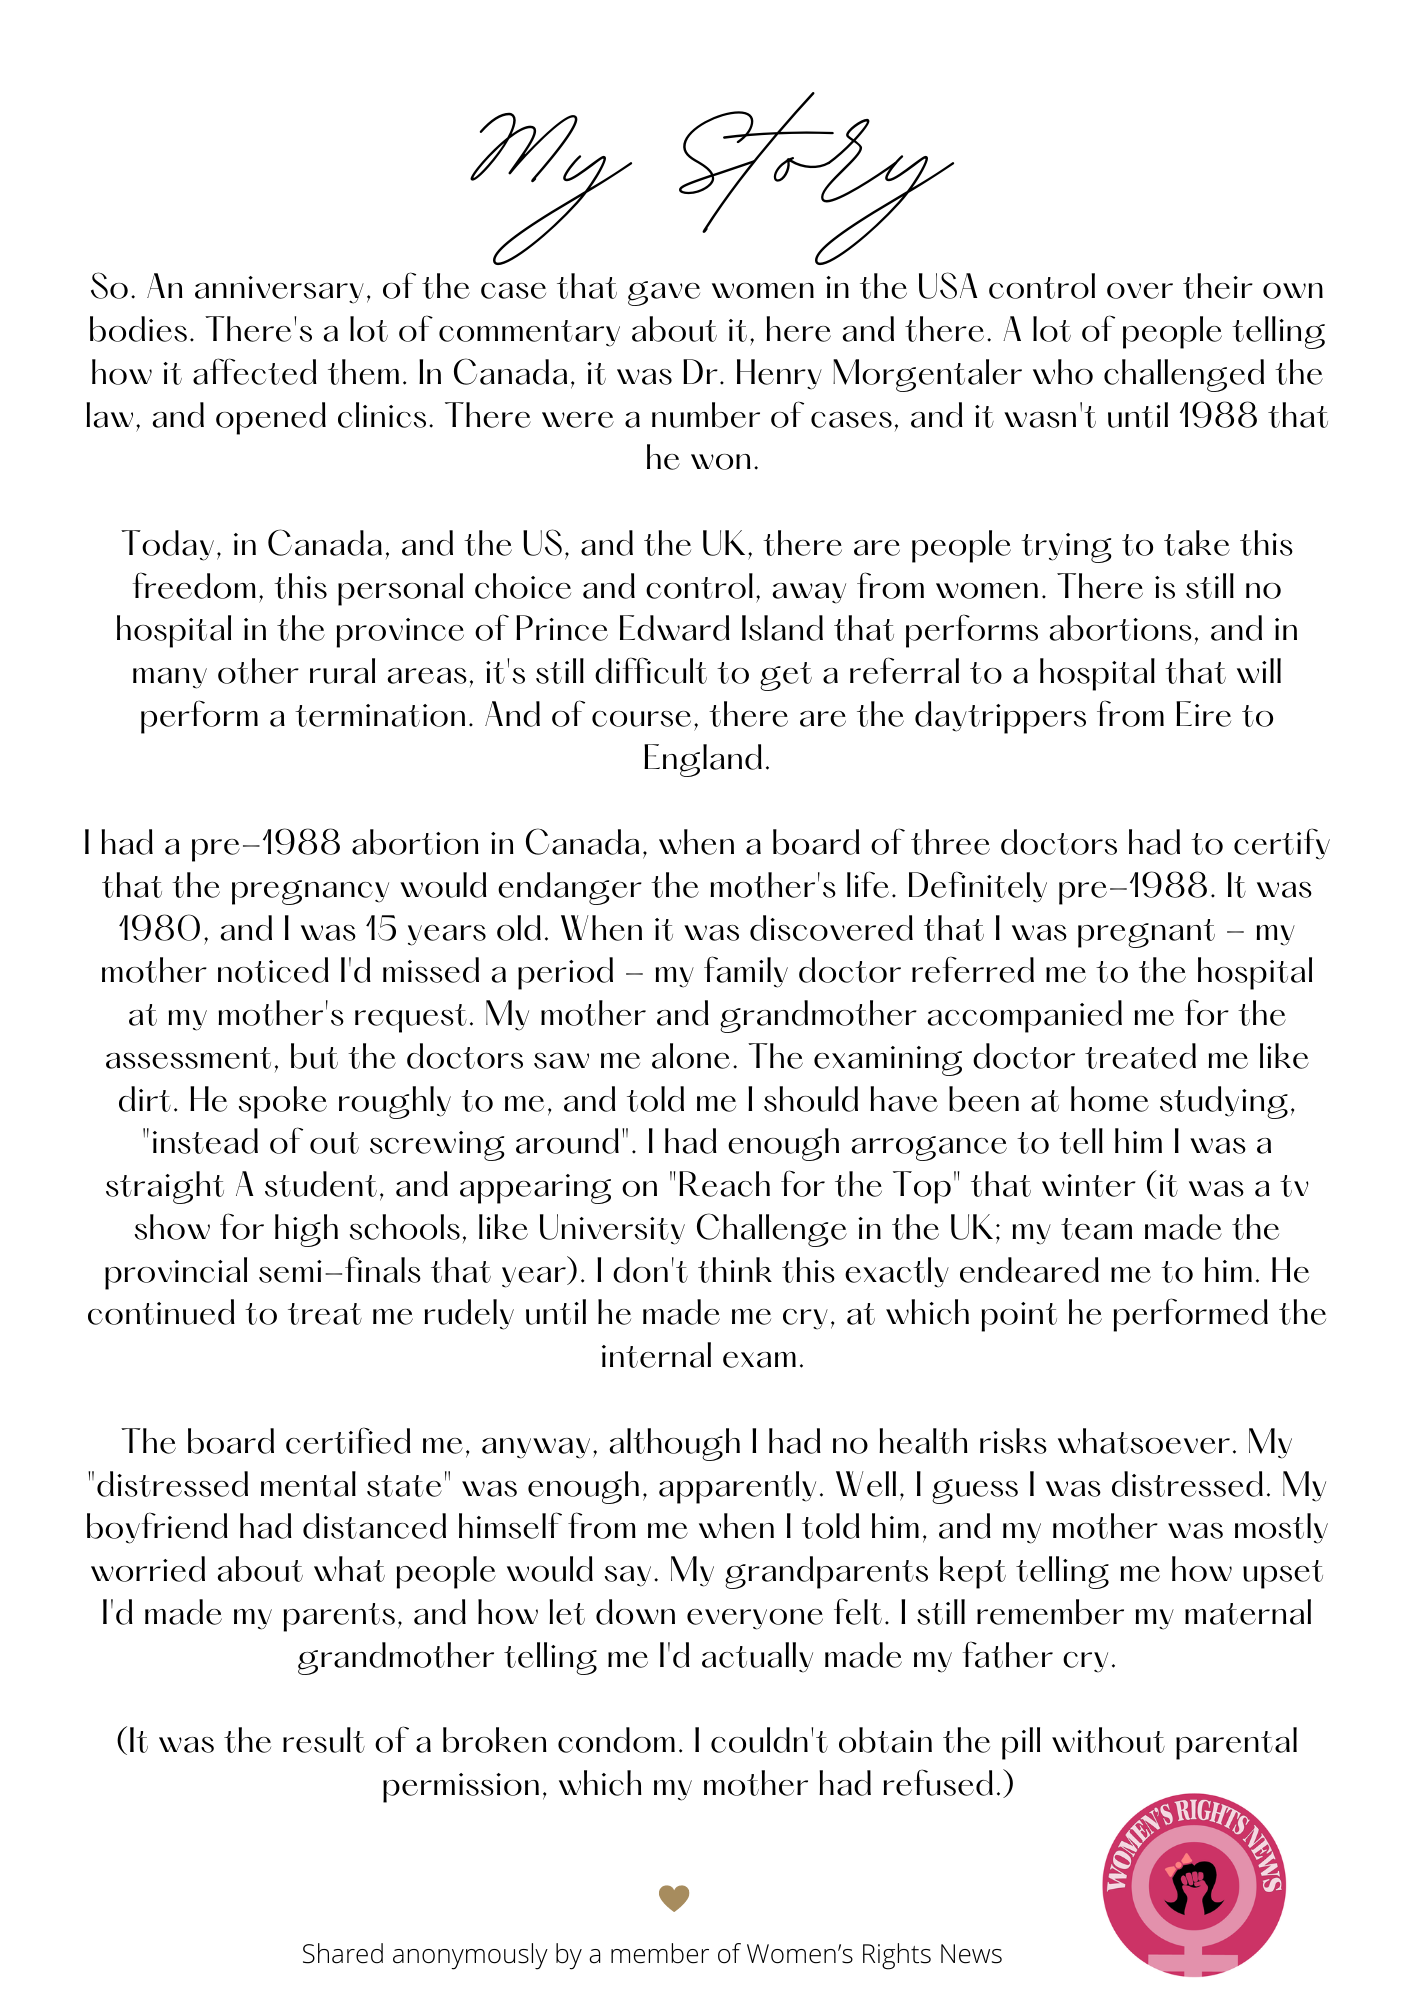 My Story
So. An anniversary, of the case that gave women in the USA control over their own
bodies. There's a lot of commentary about it, here and there. A lot of people telling
how it affected them. In Canada, it was Dr. Henry Morgentaler who challenged the
law, and opened clinics. There were a number of cases, and it wasn't until 1988 that
he won.
Today, in Canada, and the US, and the UK, there are people trying to take this
freedom, this personal choice and control, away from women. There is still no
hospital in the province of Prince Edward Island that performs abortions, and in
many other rural areas, it's still difficult to get a referral to a hospital that will
perform a termination. And of course, there are the daytrippers from Eire to
England.
I had a pre-1988 abortion in Canada, when a board of three doctors had to certify
that the pregnancy would endanger the mother's life. Definitely pre-1988. It was
1980, and I was 15 years old. When it was discovered that I was pregnant - my
mother noticed I'd missed a period - my family doctor referred me to the hospital
at my mother's request. My mother and grandmother accompanied me for the
assessment, but the doctors saw me alone. The examining doctor treated me like
dirt. He spoke roughly to me, and told me I should have been at home studying,
"instead of out screwing around". I had enough arrogance to tell him I was a
straight A student, and appearing on "Reach for the Top" that winter (it was a tv
show for high schools, like University Challenge in the UK; my team made the
provincial semi-finals that year). I don't think this exactly endeared me to him. He
continued to treat me rudely until he made me cry, at which point he performed the
internal exam.
The board certified me, anyway, although I had no health risks whatsoever. My
"distressed mental state" was enough, apparently. Well, I guess I was distressed. My
boyfriend had distanced himself from me when I told him, and my mother was mostly
worried about what people would say. My grandparents kept telling me how upset
I'd made my parents, and how let down everyone felt. I still remember my maternal
grandmother telling me I'd actually made my father cry.
(It was the result of a broken condom. I couldn't obtain the pill without parental
permission, which my mother had refused.)
WOMEN'S RIGHTS NEWS
Shared anonymously by a member of Women's Rights News